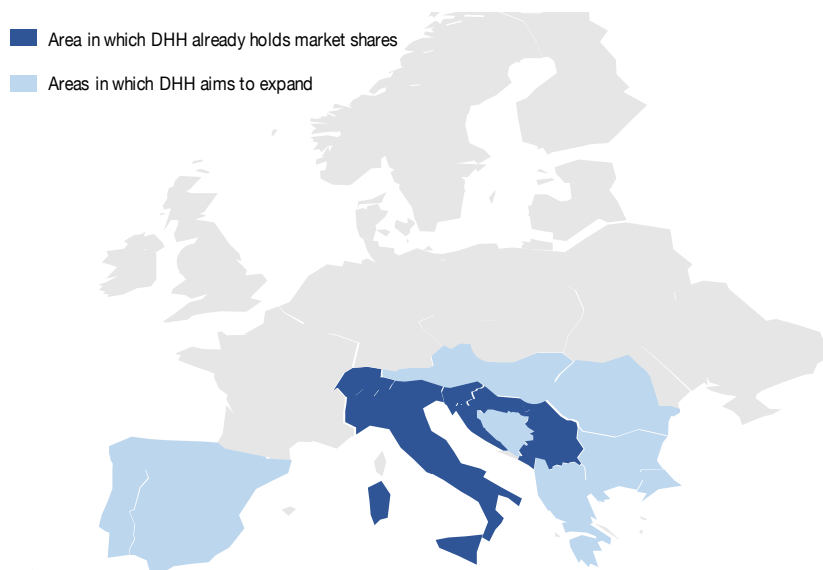 Area in which DHH already holds market shares
Areas in which DHH aims to expand